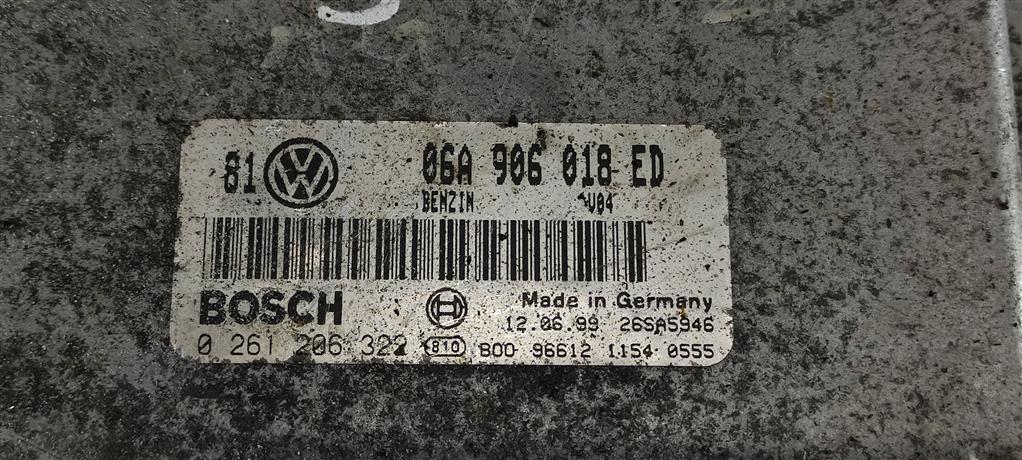 81 06A 906 018 ED
BENZIN V04
BOSCH Made in Germany
12.06.99 26SA5946
0 261 206 322 810 BOD 96612 1154 0555